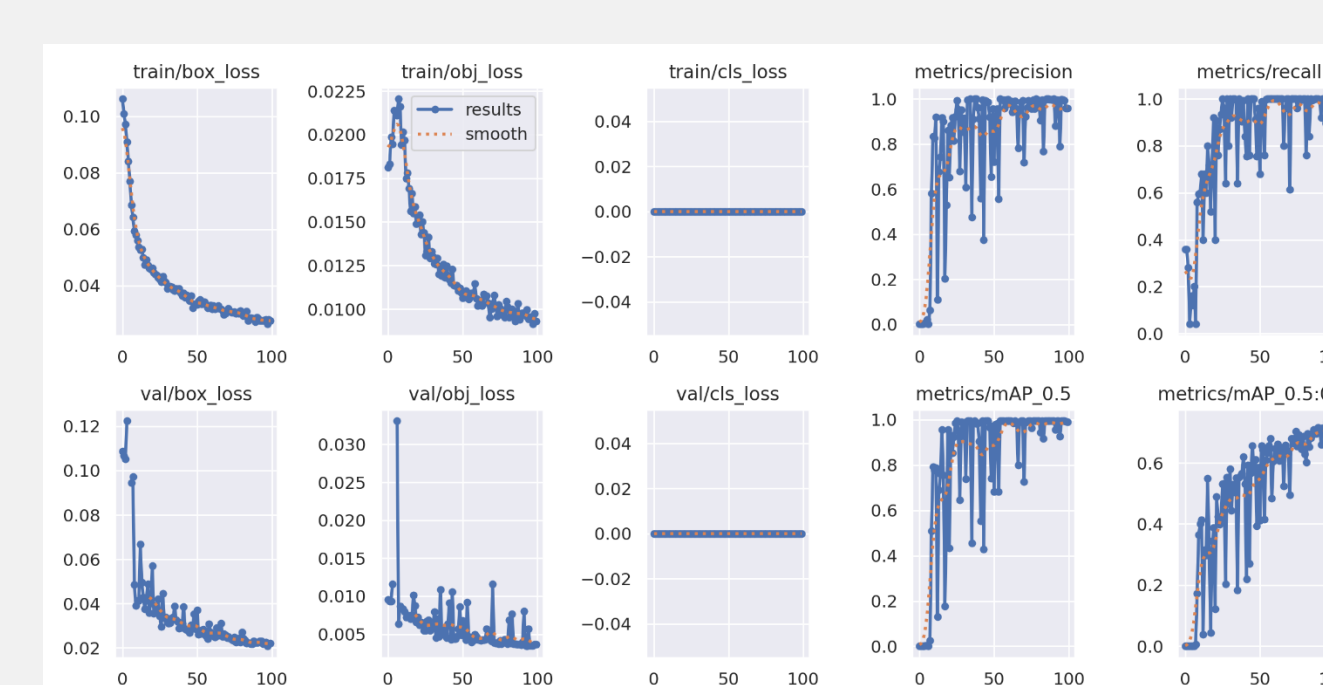 train/box_loss
train/obj_loss
train/cls_loss
metrics/precision
metrics/recall
0.10
0.08
0.06
0.04
0 50 100
0.0225
0.0200
0.0175
0.0150
0.0125
0.0100
results
smooth
0 50 100
0.04
0.02
0.00
−0.02
−0.04
0 50 100
1.0
0.8
0.6
0.4
0.2
0.0
0 50 100
1.0
0.8
0.6
0.4
0.2
0.0
0 50
val/box_loss
val/obj_loss
val/cls_loss
metrics/mAP_0.5
metrics/mAP_0.5:
0.12
0.10
0.08
0.06
0.04
0.02
0 50 100
0.030
0.025
0.020
0.015
0.010
0.005
0 50 100
0.04
0.02
0.00
−0.02
−0.04
0 50 100
1.0
0.8
0.6
0.4
0.2
0.0
0 50 100
0.6
0.4
0.2
0.0
0 50